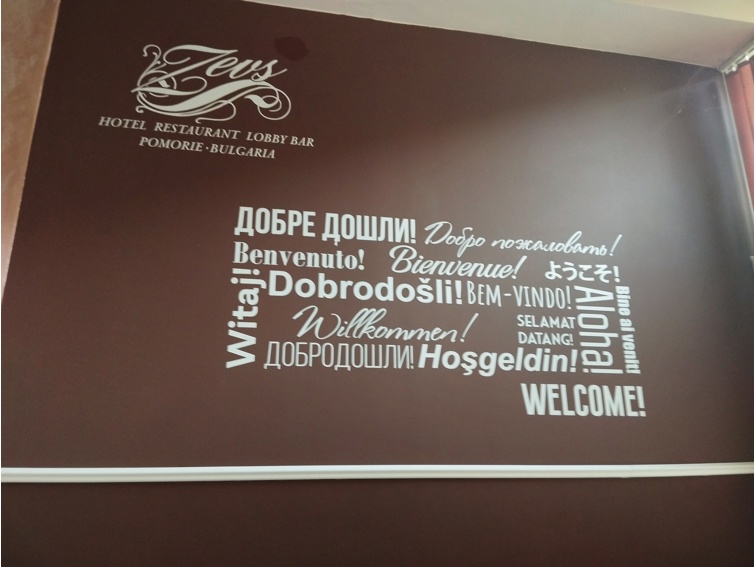 Zevs
HOTEL RESTAURANT LOBBY BAR
POMORIE · BULGARIA
ДОБРЕ ДОШЛИ!
Добро пожаловать!
Benvenuto!
Bienvenue!
ようこそ!
Witaj!
Dobrodošli!
BEM-VINDO!
Aloha!
Bine ai venit!
Willkommen!
SELAMAT
DATANG!
ДОБРОДОШЛИ!
Hoşgeldin!
WELCOME!